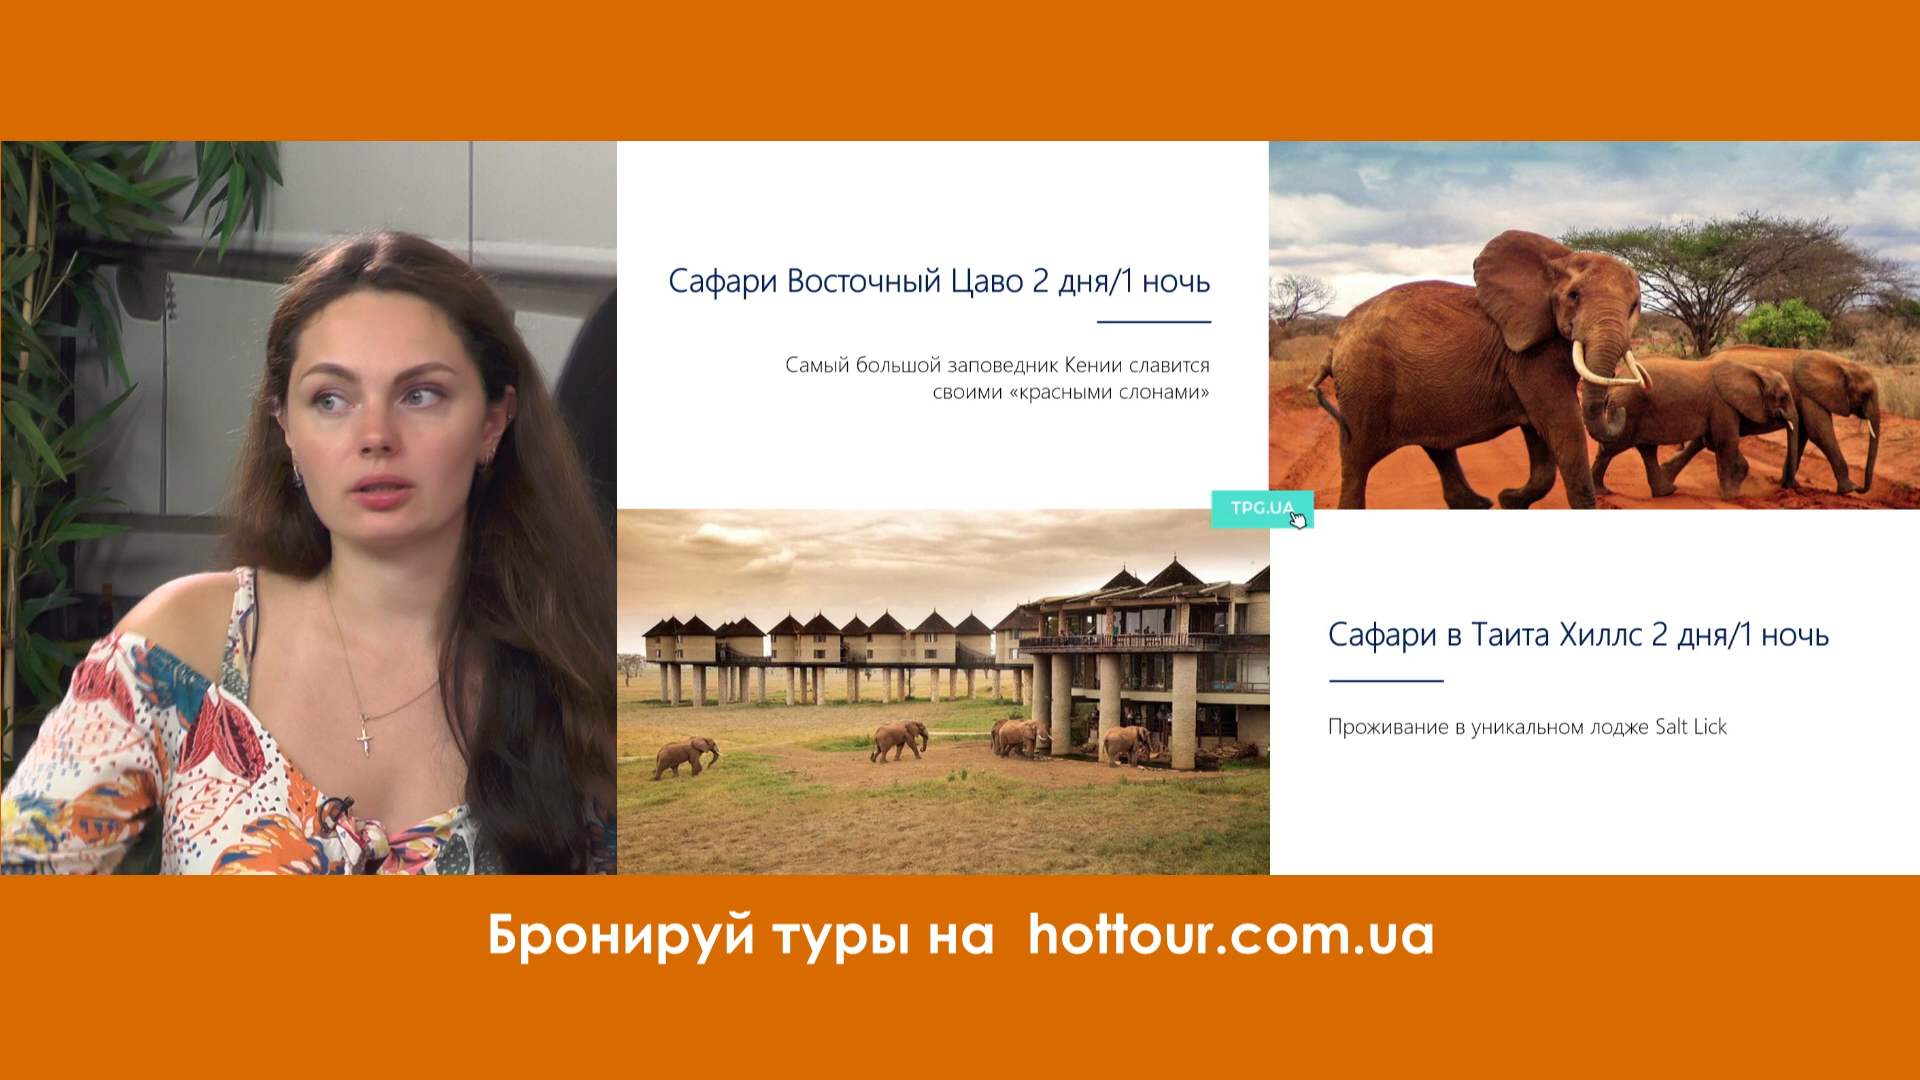 Сафари Восточный Цаво 2 дня/1 ночь
Самый большой заповедник Кении славится
своими «красными слонами»
TPG.UA
Сафари в Таита Хиллс 2 дня/1 ночь
Проживание в уникальном лодже Salt Lick
Бронируй туры на hottour.com.ua